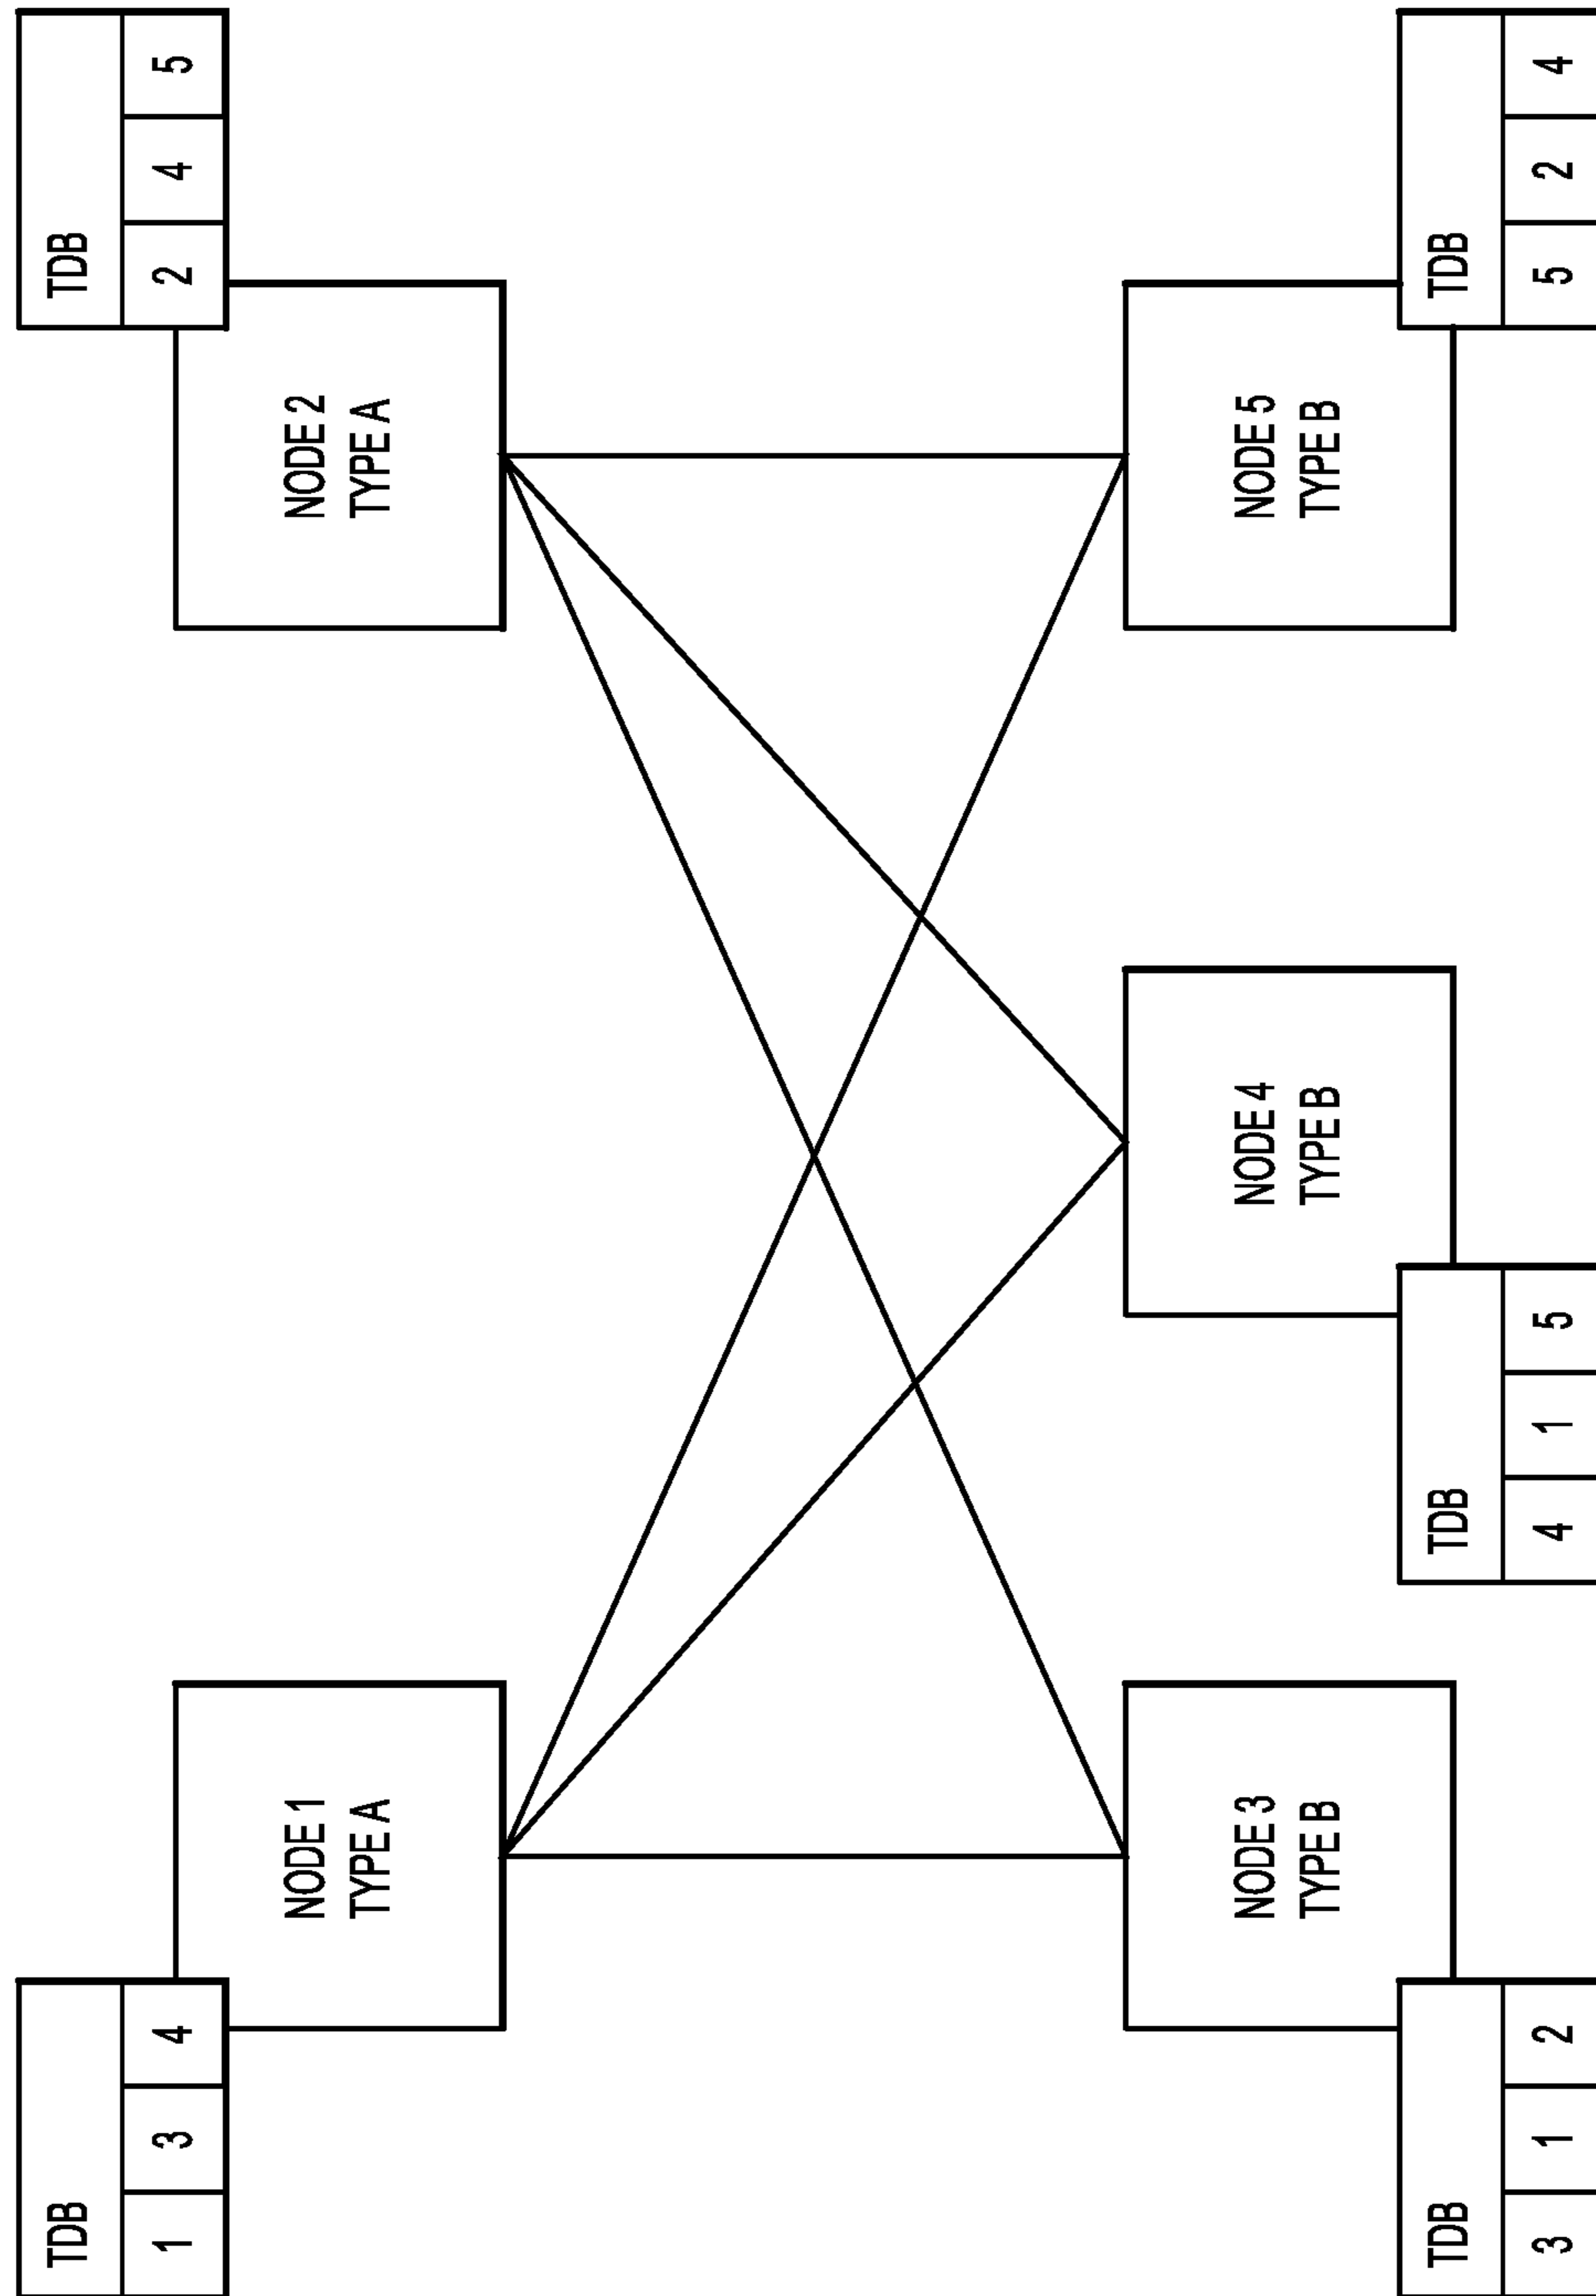 TDB
1 3 4
NODE 1
TYPE A
TDB
2 4 5
NODE 2
TYPE A
NODE 3
TYPE B
TDB
3 1 2
NODE 4
TYPE B
TDB
4 1 5
NODE 5
TYPE B
TDB
5 2 4